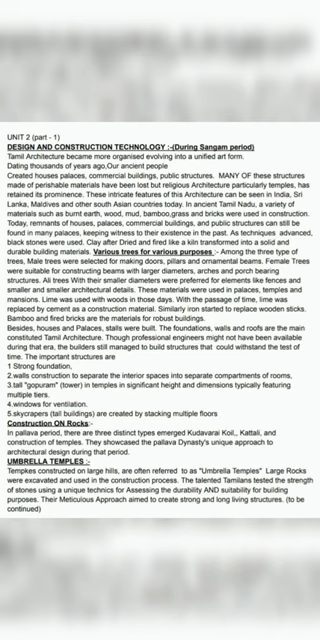 UNIT 2 (part - 1)
DESIGN AND CONSTRUCTION TECHNOLOGY :-(During Sangam period)
Tamil Architecture became more organised evolving into a unified art form.
Dating thousands of years ago,Our ancient people
Created houses palaces, commercial buildings, public structures.  MANY OF these structures
made of perishable materials have been lost but religious Architecture particularly temples, has
retained its prominence. These intricate features of this Architecture can be seen in India, Sri
Lanka, Maldives and other south Asian countries today. In ancient Tamil Nadu, a variety of
materials such as burnt earth, wood, mud, bamboo,grass and bricks were used in construction.
Today, remnants of houses, palaces, commercial buildings, and public structures can still be
found in many palaces, keeping witness to their existence in the past. As techniques  advanced,
black stones were used. Clay after Dried and fired like a kiln transformed into a solid and
durable building materials. Various trees for various purposes :- Among the three type of
trees, Male trees were selected for making doors, pillars and ornamental beams. Female Trees
were suitable for constructing beams with larger diameters, arches and porch bearing
structures. Ali trees With their smaller diameters were preferred for elements like fences and
smaller and smaller architectural details. These materials were used in palaces, temples and
mansions. Lime was used with woods in those days. With the passage of time, lime was
replaced by cement as a construction material. Similarly iron started to replace wooden sticks.
Bamboo and fired bricks are the materials for robust buildings.
Besides, houses and Palaces, stalls were built. The foundations, walls and roofs are the main
constituted Tamil Architecture. Though professional engineers might not have been available
during that era, the builders still managed to build structures that  could withstand the test of
time. The important structures are
1 Strong foundation,
2.walls construction to separate the interior spaces into separate compartments of rooms,
3.tall "gopuram" (tower) in temples in significant height and dimensions typically featuring
multiple tiers.
4.windows for ventilation.
5.skycrapers (tall buildings) are created by stacking multiple floors
Construction ON Rocks:-
In pallava period, there are three distinct types emerged Kudavarai Koil,, Kattali, and
construction of temples. They showcased the pallava Dynasty's unique approach to
architectural design during that period.
UMBRELLA TEMPLES :-
Tempkes constructed on large hills, are often referred  to as "Umbrella Temples"  Large Rocks
were excavated and used in the construction process. The talented Tamilans tested the strength
of stones using a unique technics for Assessing the durability AND suitability for building
purposes. Their Meticulous Approach aimed to create strong and long living structures. (to be
continued)